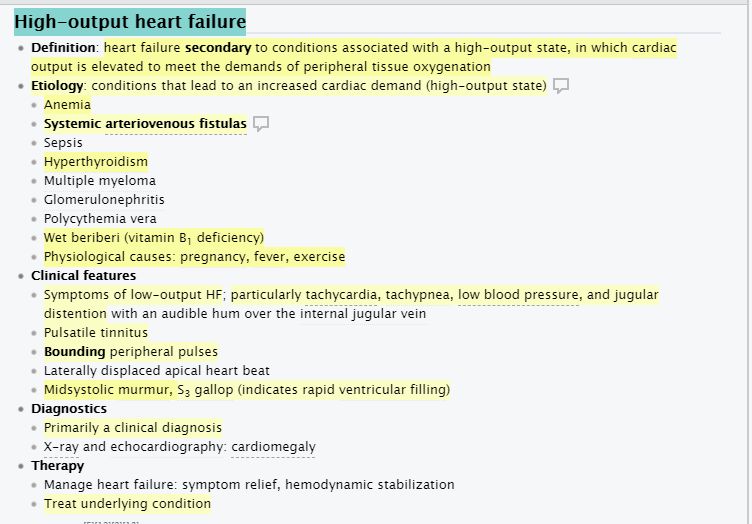 High-output heart failure
Definition: heart failure secondary to conditions associated with a high-output state, in which cardiac
output is elevated to meet the demands of peripheral tissue oxygenation
Etiology: conditions that lead to an increased cardiac demand (high-output state)
Anemia
Systemic arteriovenous fistulas
Sepsis
Hyperthyroidism
Multiple myeloma
Glomerulonephritis
Polycythemia vera
Wet beriberi (vitamin B₁ deficiency)
Physiological causes: pregnancy, fever, exercise
Clinical features
Symptoms of low-output HF; particularly tachycardia, tachypnea, low blood pressure, and jugular
distention with an audible hum over the internal jugular vein
Pulsatile tinnitus
Bounding peripheral pulses
Laterally displaced apical heart beat
Midsystolic murmur, S₃ gallop (indicates rapid ventricular filling)
Diagnostics
Primarily a clinical diagnosis
X-ray and echocardiography: cardiomegaly
Therapy
Manage heart failure: symptom relief, hemodynamic stabilization
Treat underlying condition